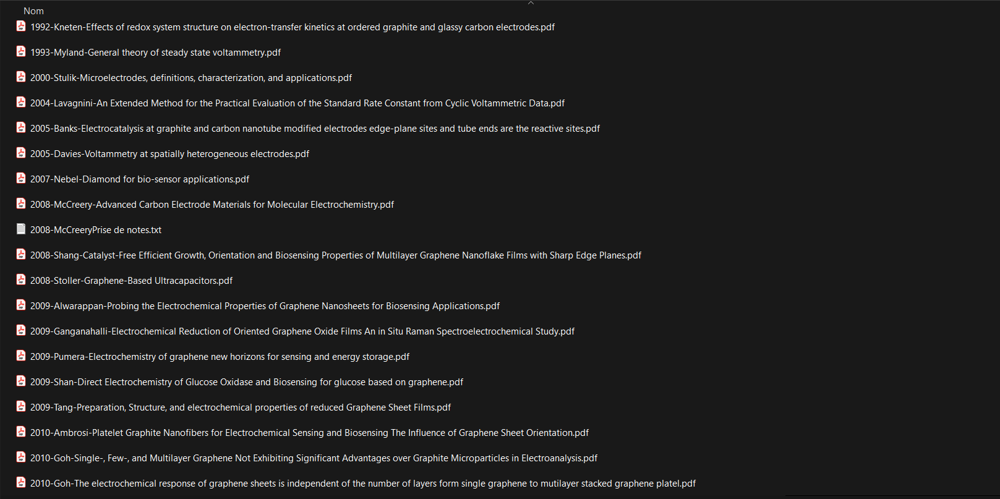 Nom
1992-Kneten-Effects of redox system structure on electron-transfer kinetics at ordered graphite and glassy carbon electrodes.pdf
1993-Myland-General theory of steady state voltammetry.pdf
2000-Stulik-Microelectrodes, definitions, characterization, and applications.pdf
2004-Lavagnini-An Extended Method for the Practical Evaluation of the Standard Rate Constant from Cyclic Voltammetric Data.pdf
2005-Banks-Electrocatalysis at graphite and carbon nanotube modified electrodes edge-plane sites and tube ends are the reactive sites.pdf
2005-Davies-Voltammetry at spatially heterogeneous electrodes.pdf
2007-Nebel-Diamond for bio-sensor applications.pdf
2008-McCreery-Advanced Carbon Electrode Materials for Molecular Electrochemistry.pdf
2008-McCreeryPrise de notes.txt
2008-Shang-Catalyst-Free Efficient Growth, Orientation and Biosensing Properties of Multilayer Graphene Nanoflake Films with Sharp Edge Planes.pdf
2008-Stoller-Graphene-Based Ultracapacitors.pdf
2009-Alwarappan-Probing the Electrochemical Properties of Graphene Nanosheets for Biosensing Applications.pdf
2009-Ganganahalli-Electrochemical Reduction of Oriented Graphene Oxide Films An in Situ Raman Spectroelectrochemical Study.pdf
2009-Pumera-Electrochemistry of graphene new horizons for sensing and energy storage.pdf
2009-Shan-Direct Electrochemistry of Glucose Oxidase and Biosensing for glucose based on graphene.pdf
2009-Tang-Preparation, Structure, and electrochemical properties of reduced Graphene Sheet Films.pdf
2010-Ambrosi-Platelet Graphite Nanofibers for Electrochemical Sensing and Biosensing The Influence of Graphene Sheet Orientation.pdf
2010-Goh-Single-, Few-, and Multilayer Graphene Not Exhibiting Significant Advantages over Graphite Microparticles in Electroanalysis.pdf
2010-Goh-The electrochemical response of graphene sheets is independent of the number of layers form single graphene to mutilayer stacked graphene platel.pdf